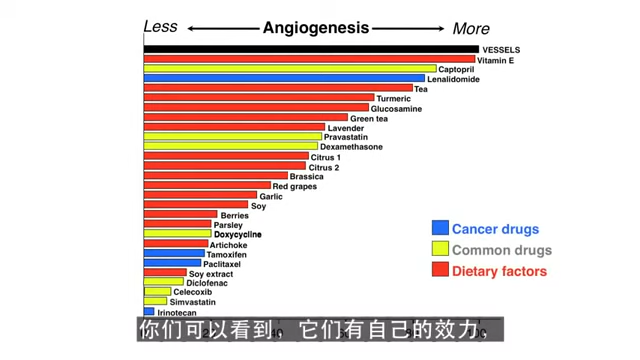 Less Angiogenesis More
VESSELS
Vitamin E
Captopril
Lenalidomide
Tea
Turmeric
Glucosamine
Green tea
Lavender
Pravastatin
Dexamethasone
Citrus 1
Citrus 2
Brassica
Red grapes
Garlic
Soy
Berries
Parsley
Doxycycline
Artichoke
Tamoxifen
Paclitaxel
Soy extract
Diclofenac
Celecoxib
Simvastatin
Irinotecan
Cancer drugs
Common drugs
Dietary factors
你们可以看到，它们有自己的效力，